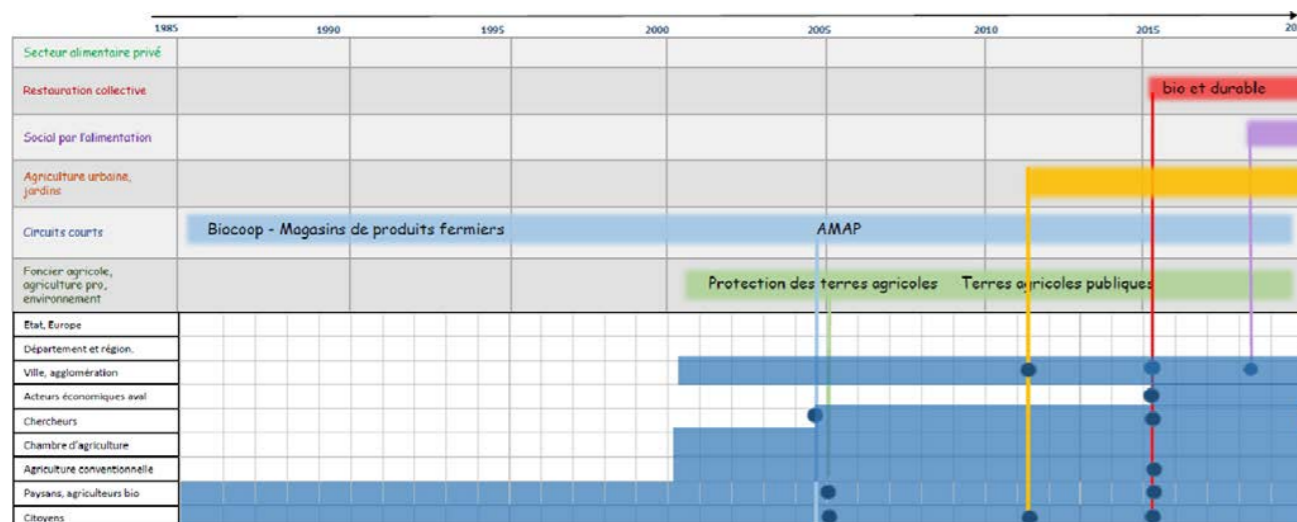 1985 1990 1995 2000 2005 2010 2015 20
Secteur alimentaire privé
Restauration collective
bio et durable
Social par l'alimentation
Agriculture urbaine,
jardins
Circuits courts
Biocoop - Magasins de produits fermiers
AMAP
Foncier agricole,
agriculture pro,
environnement
Protection des terres agricoles
Terres agricoles publiques
Etat, Europe
Département et région.
Ville, agglomération
Acteurs économiques aval
Chercheurs
Chambre d'agriculture
Agriculture conventionnelle
Paysans, agriculteurs bio
Citoyens